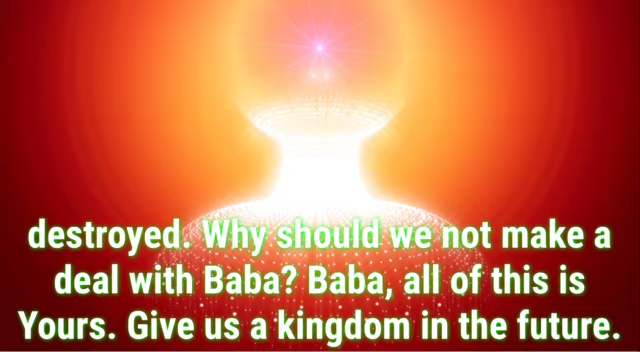 destroyed. Why should we not make a
deal with Baba? Baba, all of this is
Yours. Give us a kingdom in the future.